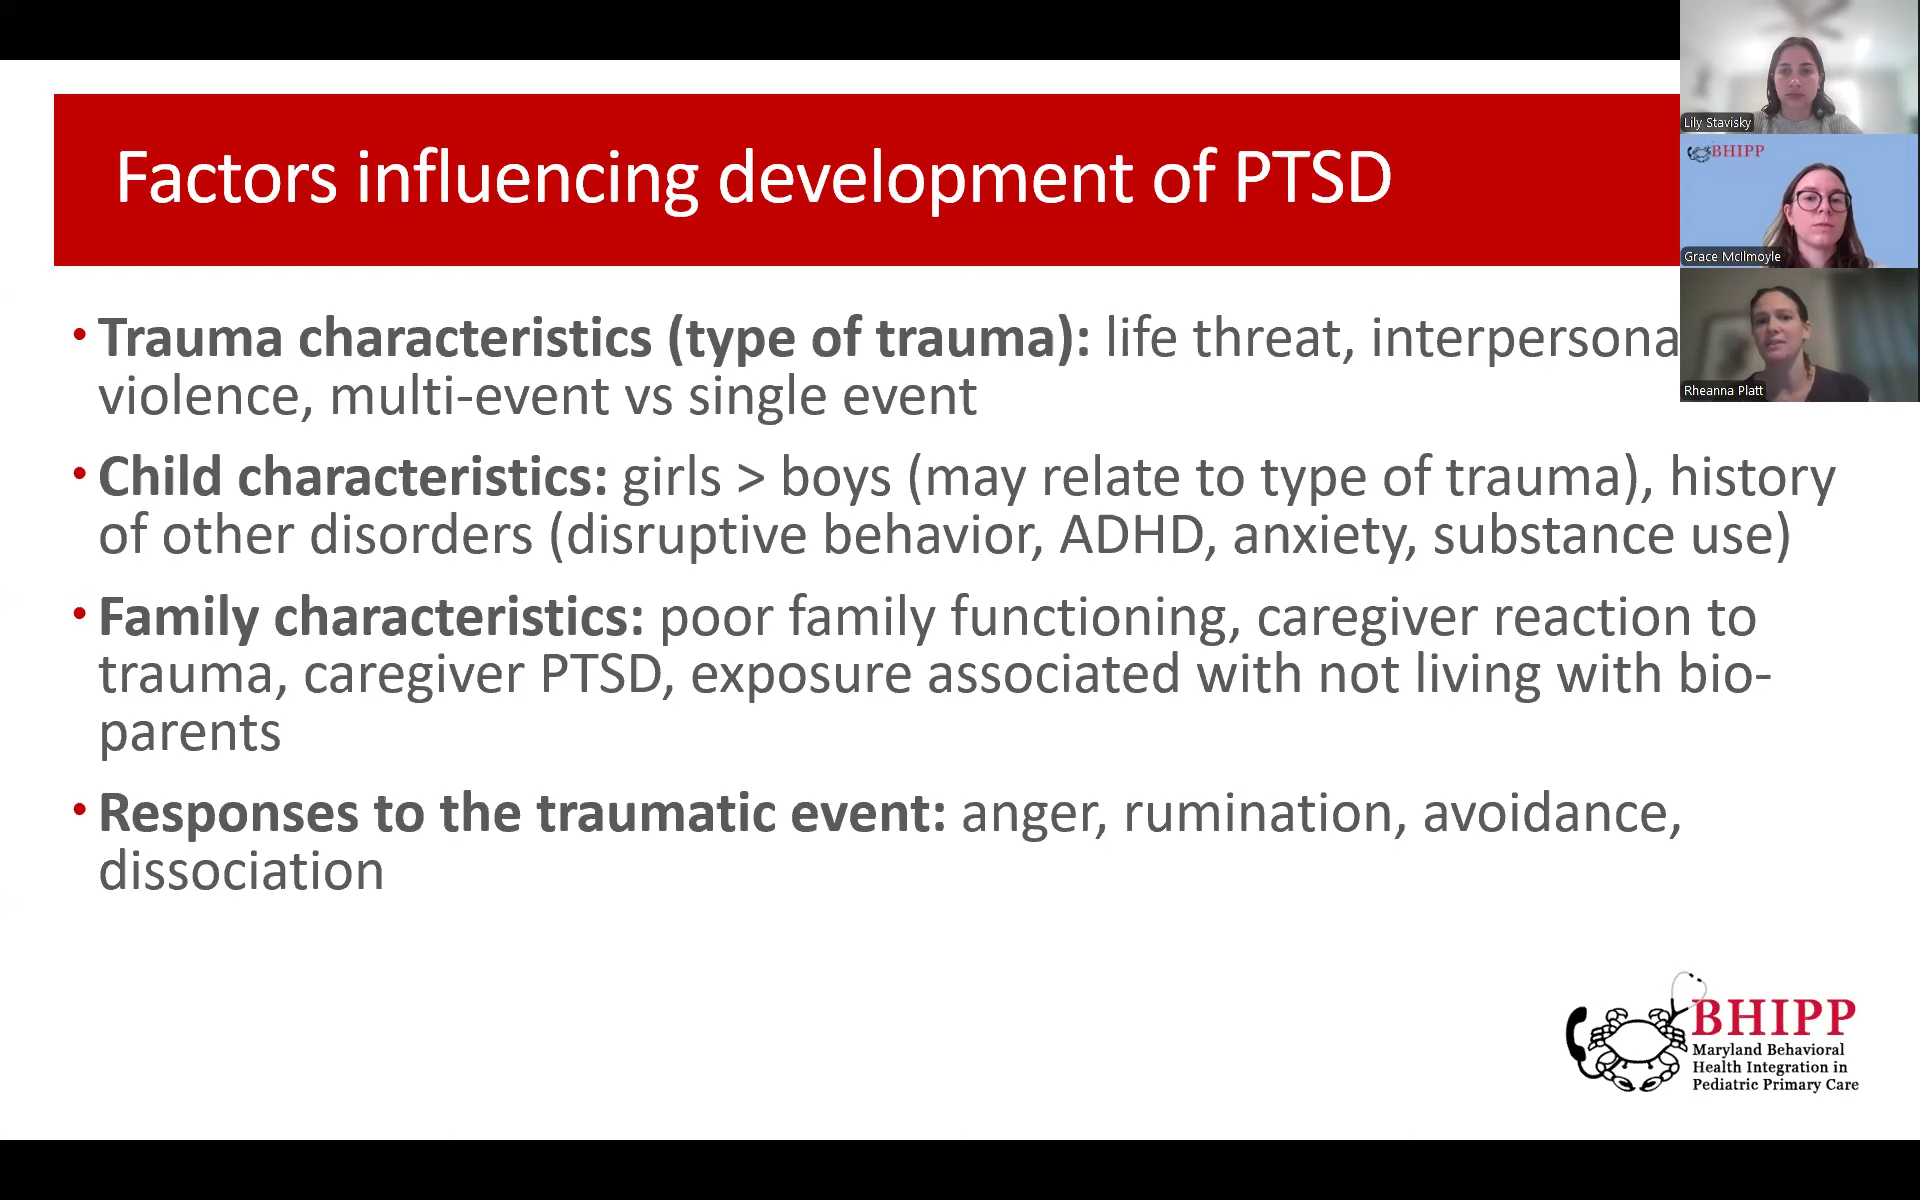 Factors influencing development of PTSD
• Trauma characteristics (type of trauma): life threat, interpersona
violence, multi-event vs single event
• Child characteristics: girls > boys (may relate to type of trauma), history
of other disorders (disruptive behavior, ADHD, anxiety, substance use)
• Family characteristics: poor family functioning, caregiver reaction to
trauma, caregiver PTSD, exposure associated with not living with bio-
parents
• Responses to the traumatic event: anger, rumination, avoidance,
dissociation
Lily Stavisky
BHIPP
Grace McIlmoyle
Rheanna Platt
BHIPP
Maryland Behavioral
Health Integration in
Pediatric Primary Care